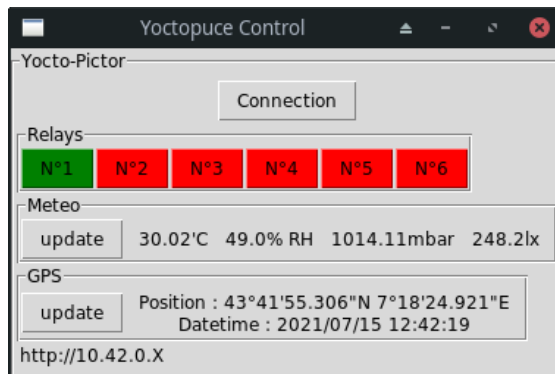 Yoctopuce Control
Yocto-Pictor
Connection
Relays
N°1 N°2 N°3 N°4 N°5 N°6
Meteo
update 30.02'C 49.0% RH 1014.11mbar 248.2lx
GPS
update Position : 43°41'55.306"N 7°18'24.921"E
Datetime : 2021/07/15 12:42:19
http://10.42.0.X